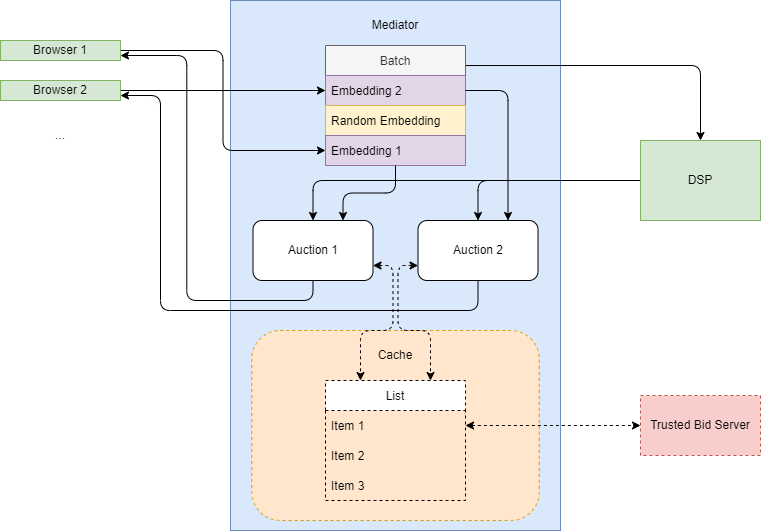 Mediator
Browser 1
Browser 2
...
Batch
Embedding 2
Random Embedding
Embedding 1
DSP
Auction 1
Auction 2
Cache
List
Item 1
Item 2
Item 3
Trusted Bid Server